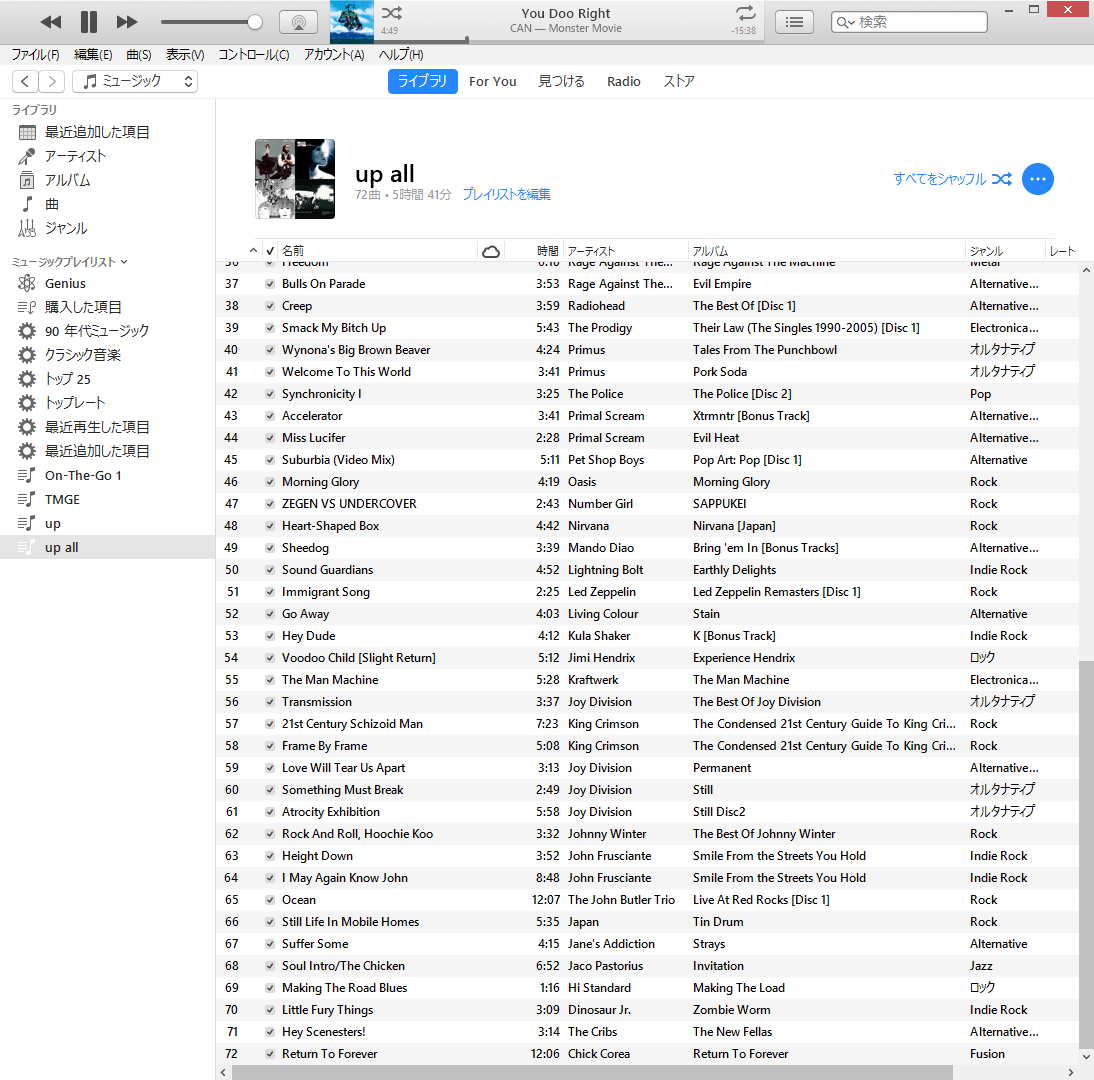 You Doo Right
CAN — Monster Movie
4:49
-15:38
検索
ファイル(F) 編集(E) 曲(S) 表示(V) コントロール(C) アカウント(A) ヘルプ(H)
ミュージック
ライブラリ For You 見つける Radio ストア
ライブラリ
最近追加した項目
アーティスト
アルバム
曲
ジャンル
ミュージックプレイリスト
Genius
購入した項目
90 年代ミュージック
クラシック音楽
トップ 25
トップレート
最近再生した項目
最近追加した項目
On-The-Go 1
TMGE
up
up all
up all
72曲 • 5時間 41分 プレイリストを編集
すべてをシャッフル
名前 時間 アーティスト アルバム ジャンル レート
36 Freedom 6:10 Rage Against The... Rage Against The Machine Metal
37 Bulls On Parade 3:53 Rage Against The... Evil Empire Alternative...
38 Creep 3:59 Radiohead The Best Of [Disc 1] Alternative...
39 Smack My Bitch Up 5:43 The Prodigy Their Law (The Singles 1990-2005) [Disc 1] Electronica...
40 Wynona's Big Brown Beaver 4:24 Primus Tales From The Punchbowl オルタナティブ
41 Welcome To This World 3:41 Primus Pork Soda オルタナティブ
42 Synchronicity I 3:25 The Police The Police [Disc 2] Pop
43 Accelerator 3:41 Primal Scream Xtrmntr [Bonus Track] Alternative...
44 Miss Lucifer 2:28 Primal Scream Evil Heat Alternative...
45 Suburbia (Video Mix) 5:11 Pet Shop Boys Pop Art: Pop [Disc 1] Alternative
46 Morning Glory 4:19 Oasis Morning Glory Rock
47 ZEGEN VS UNDERCOVER 2:43 Number Girl SAPPUKEI Rock
48 Heart-Shaped Box 4:42 Nirvana Nirvana [Japan] Rock
49 Sheedog 3:39 Mando Diao Bring 'em In [Bonus Tracks] Alternative...
50 Sound Guardians 4:52 Lightning Bolt Earthly Delights Indie Rock
51 Immigrant Song 2:25 Led Zeppelin Led Zeppelin Remasters [Disc 1] Rock
52 Go Away 4:03 Living Colour Stain Alternative
53 Hey Dude 4:12 Kula Shaker K [Bonus Track] Indie Rock
54 Voodoo Child [Slight Return] 5:12 Jimi Hendrix Experience Hendrix ロック
55 The Man Machine 5:28 Kraftwerk The Man Machine Electronica...
56 Transmission 3:37 Joy Division The Best Of Joy Division オルタナティブ
57 21st Century Schizoid Man 7:23 King Crimson The Condensed 21st Century Guide To King Cri... Rock
58 Frame By Frame 5:08 King Crimson The Condensed 21st Century Guide To King Cri... Rock
59 Love Will Tear Us Apart 3:13 Joy Division Permanent Alternative...
60 Something Must Break 2:49 Joy Division Still オルタナティブ
61 Atrocity Exhibition 5:58 Joy Division Still Disc2 オルタナティブ
62 Rock And Roll, Hoochie Koo 3:32 Johnny Winter The Best Of Johnny Winter Rock
63 Height Down 3:52 John Frusciante Smile From the Streets You Hold Indie Rock
64 I May Again Know John 8:48 John Frusciante Smile From the Streets You Hold Indie Rock
65 Ocean 12:07 The John Butler Trio Live At Red Rocks [Disc 1] Rock
66 Still Life In Mobile Homes 5:35 Japan Tin Drum Rock
67 Suffer Some 4:15 Jane's Addiction Strays Alternative
68 Soul Intro/The Chicken 6:52 Jaco Pastorius Invitation Jazz
69 Making The Road Blues 1:16 Hi Standard Making The Load ロック
70 Little Fury Things 3:09 Dinosaur Jr. Zombie Worm Indie Rock
71 Hey Scenesters! 3:14 The Cribs The New Fellas Alternative...
72 Return To Forever 12:06 Chick Corea Return To Forever Fusion